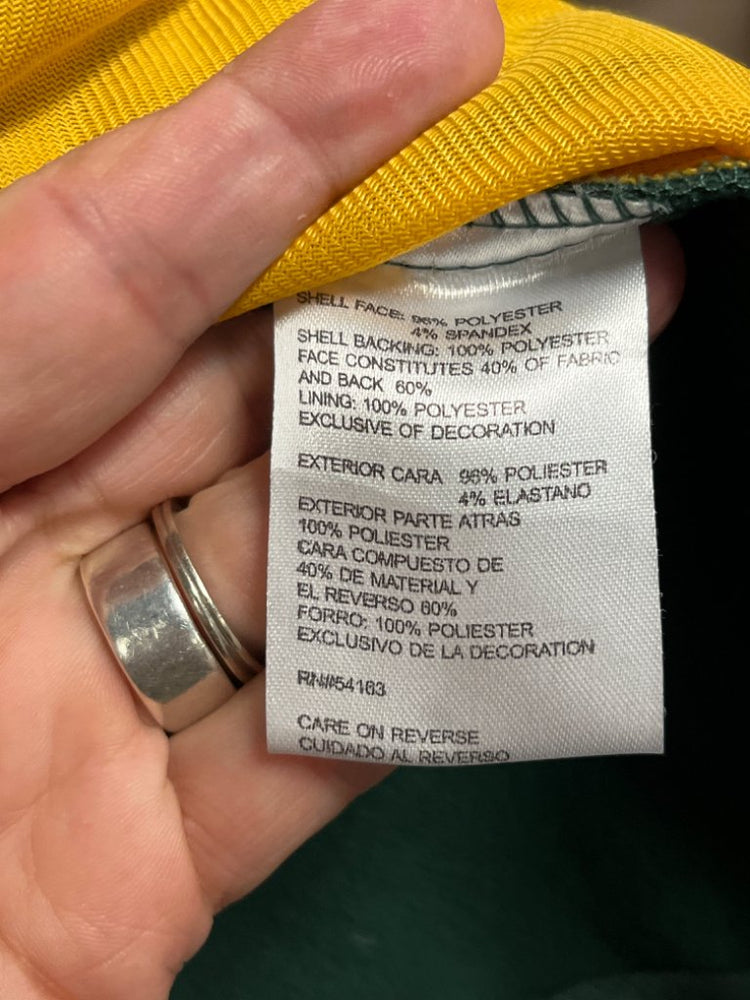 SHELL FACE: 96% POLYESTER
4% SPANDEX
SHELL BACKING: 100% POLYESTER
FACE CONSTITUTES 40% OF FABRIC
AND BACK 60%
LINING: 100% POLYESTER
EXCLUSIVE OF DECORATION
EXTERIOR CARA 96% POLIESTER
4% ELASTANO
EXTERIOR PARTE ATRAS
100% POLIESTER
CARA COMPUESTO DE
40% DE MATERIAL Y
EL REVERSO 60%
FORRO: 100% POLIESTER
EXCLUSIVO DE LA DECORATION
RN#54163
CARE ON REVERSE
CUIDADO AL REVERSO